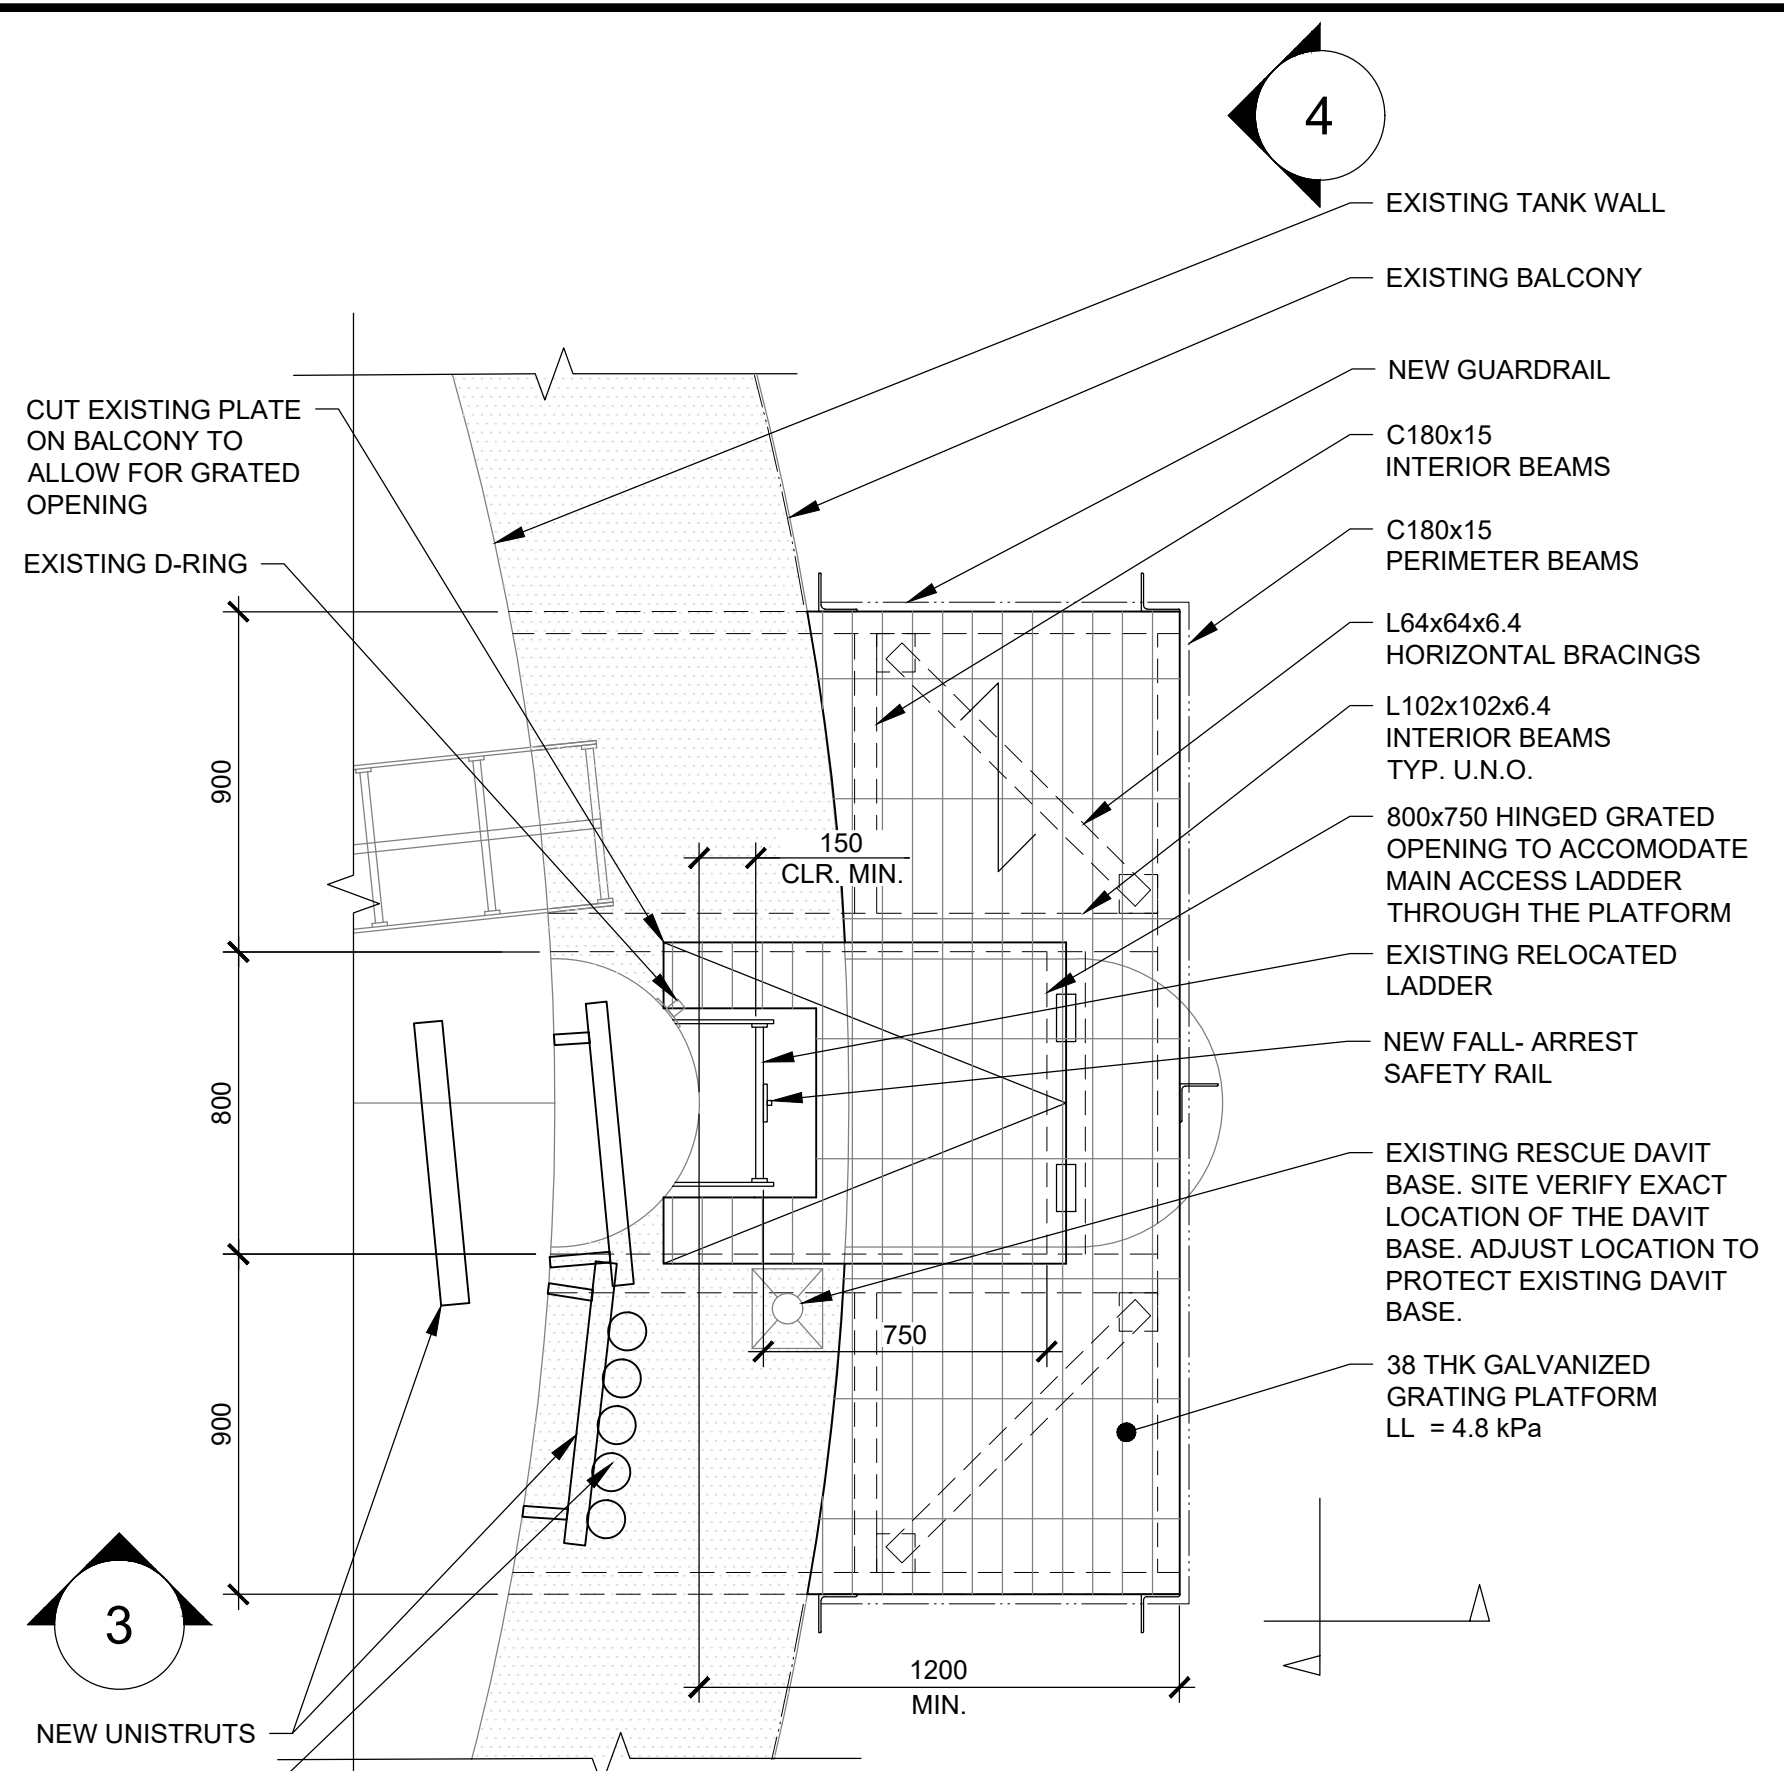 4
EXISTING TANK WALL
EXISTING BALCONY
NEW GUARDRAIL
C180x15
INTERIOR BEAMS
C180x15
PERIMETER BEAMS
L64x64x6.4
HORIZONTAL BRACINGS
L102x102x6.4
INTERIOR BEAMS
TYP. U.N.O.
800x750 HINGED GRATED
OPENING TO ACCOMODATE
MAIN ACCESS LADDER
THROUGH THE PLATFORM
EXISTING RELOCATED
LADDER
NEW FALL- ARREST
SAFETY RAIL
EXISTING RESCUE DAVIT
BASE. SITE VERIFY EXACT
LOCATION OF THE DAVIT
BASE. ADJUST LOCATION TO
PROTECT EXISTING DAVIT
BASE.
38 THK GALVANIZED
GRATING PLATFORM
LL = 4.8 kPa
CUT EXISTING PLATE
ON BALCONY TO
ALLOW FOR GRATED
OPENING
EXISTING D-RING
900
800
900
150
CLR. MIN.
750
1200
MIN.
3
NEW UNISTRUTS